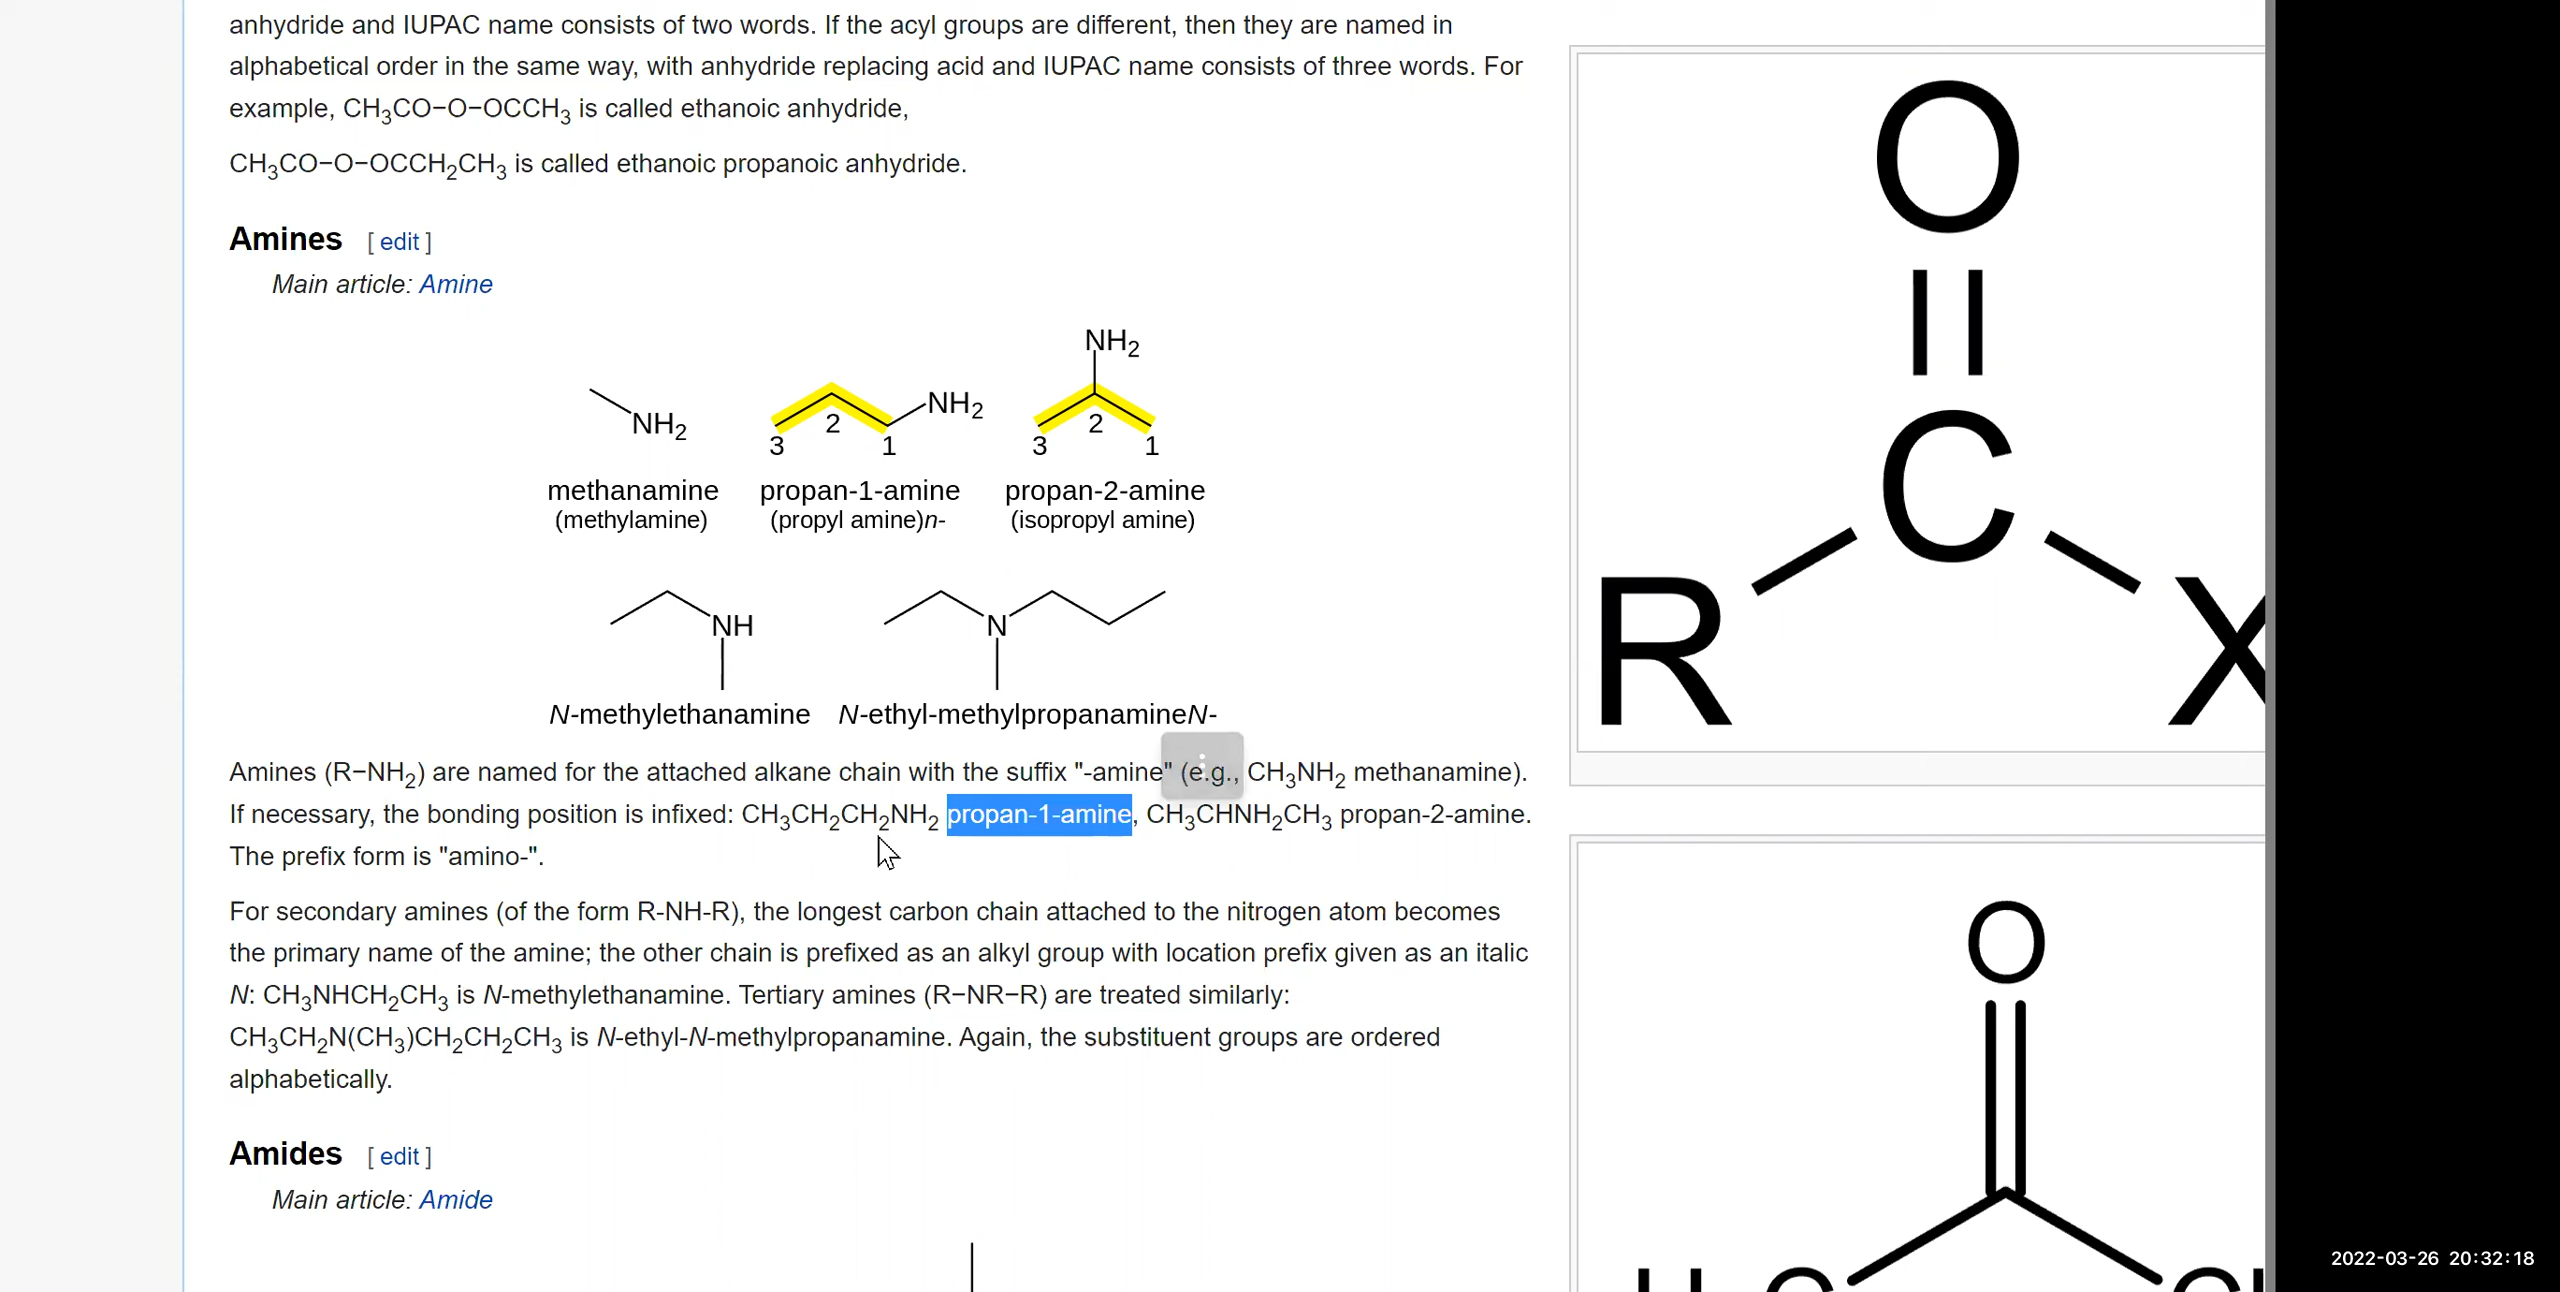 anhydride and IUPAC name consists of two words. If the acyl groups are different, then they are named in
alphabetical order in the same way, with anhydride replacing acid and IUPAC name consists of three words. For
example, CH₃CO−O−OCCH₃ is called ethanoic anhydride,
CH₃CO−O−OCCH₂CH₃ is called ethanoic propanoic anhydride.
Amines [ edit ]
Main article: Amine
NH₂
NH₂
3 2 1
NH₂
3 2 1
methanamine propan-1-amine propan-2-amine
(methylamine) (propyl amine)n- (isopropyl amine)
NH N
N-methylethanamine N-ethyl-methylpropanamineN-
Amines (R−NH₂) are named for the attached alkane chain with the suffix "-amine" (e.g., CH₃NH₂ methanamine).
If necessary, the bonding position is infixed: CH₃CH₂CH₂NH₂ propan-1-amine, CH₃CHNH₂CH₃ propan-2-amine.
The prefix form is "amino-".
For secondary amines (of the form R-NH-R), the longest carbon chain attached to the nitrogen atom becomes
the primary name of the amine; the other chain is prefixed as an alkyl group with location prefix given as an italic
N: CH₃NHCH₂CH₃ is N-methylethanamine. Tertiary amines (R−NR−R) are treated similarly:
CH₃CH₂N(CH₃)CH₂CH₂CH₃ is N-ethyl-N-methylpropanamine. Again, the substituent groups are ordered
alphabetically.
Amides [ edit ]
Main article: Amide
O
C
R X
O
2022-03-26 20:32:18